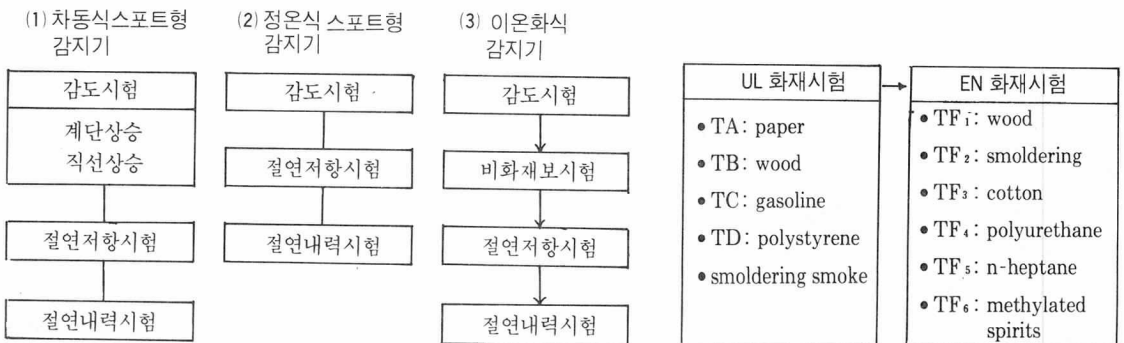 (1) 차동식스포트형
감지기
감도시험
계단상승
직선상승
절연저항시험
절연내력시험
(2) 정온식 스포트형
감지기
감도시험
절연저항시험
절연내력시험
(3) 이온화식
감지기
감도시험
비화재보시험
절연저항시험
절연내력시험
UL 화재시험
• TA: paper
• TB: wood
• TC: gasoline
• TD: polystyrene
• smoldering smoke
EN 화재시험
• TF₁: wood
• TF₂: smoldering
• TF₃: cotton
• TF₄: polyurethane
• TF₅: n-heptane
• TF₆: methylated
spirits